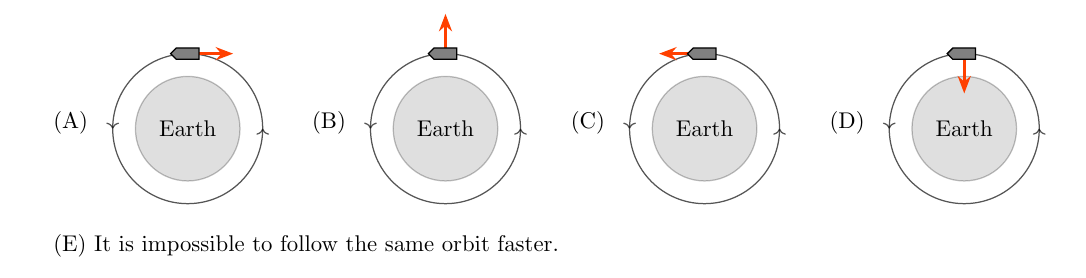 (A) Earth (B) Earth (C) Earth (D) Earth
(E) It is impossible to follow the same orbit faster.